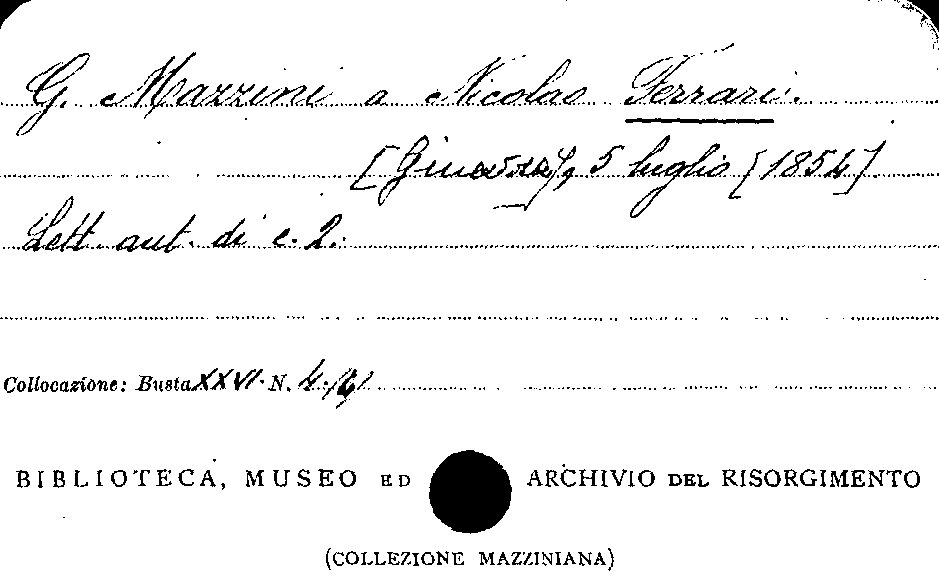 G. Mazzini a Nicolao Ferrari.
[Ginevra], 5 luglio [1854]
Lett. aut. di c. 2.
Collocazione: Busta XXVI. N. 4.
BIBLIOTECA, MUSEO ED ARCHIVIO DEL RISORGIMENTO
(COLLEZIONE MAZZINIANA)